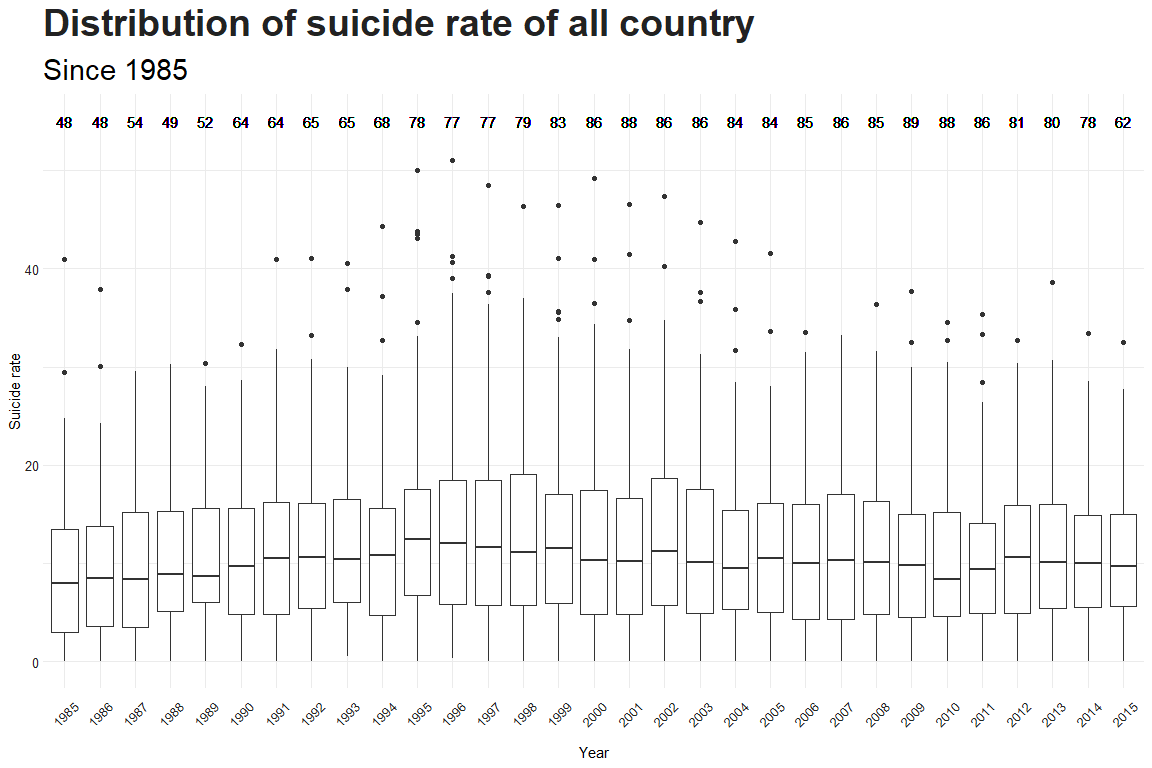 Distribution of suicide rate of all country
Since 1985
48 48 54 49 52 64 64 65 65 68 78 77 77 79 83 86 88 86 86 84 84 85 86 85 89 88 86 81 80 78 62
40
20
0
Suicide rate
1985 1986 1987 1988 1989 1990 1991 1992 1993 1994 1995 1996 1997 1998 1999 2000 2001 2002 2003 2004 2005 2006 2007 2008 2009 2010 2011 2012 2013 2014 2015
Year